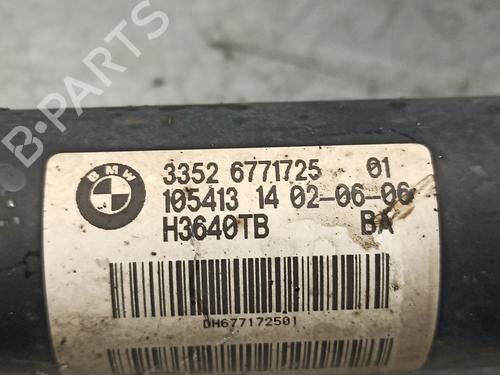 B-PARTS
BMW
3352 6771725 01
105413 14 02-06-06
H3640TB BA
DH677172501